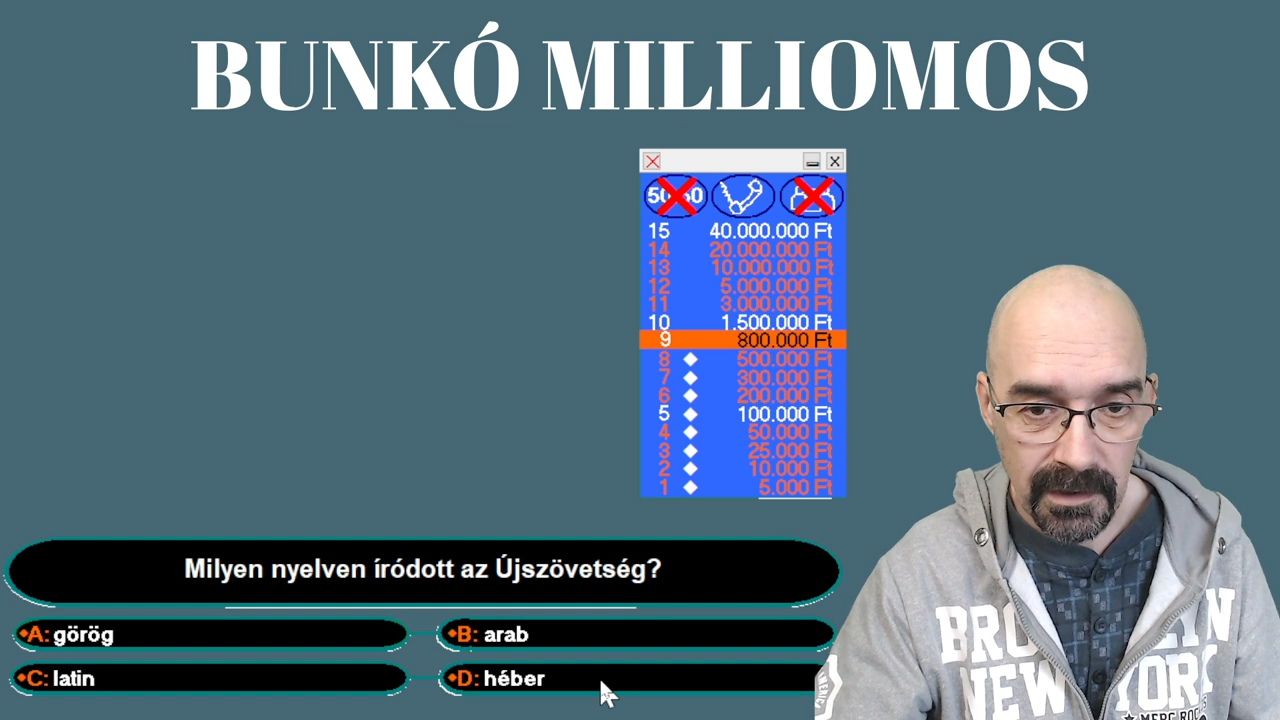 BUNKÓ MILLIOMOS
15 40.000.000 Ft
14 20.000.000 Ft
13 10.000.000 Ft
12 5.000.000 Ft
11 3.000.000 Ft
10 1.500.000 Ft
9 800.000 Ft
8 ◆ 500.000 Ft
7 ◆ 300.000 Ft
6 ◆ 200.000 Ft
5 ◆ 100.000 Ft
4 ◆ 50.000 Ft
3 ◆ 25.000 Ft
2 ◆ 10.000 Ft
1 ◆ 5.000 Ft
Milyen nyelven íródott az Újszövetség?
A: görög
B: arab
C: latin
D: héber
NEW YORK